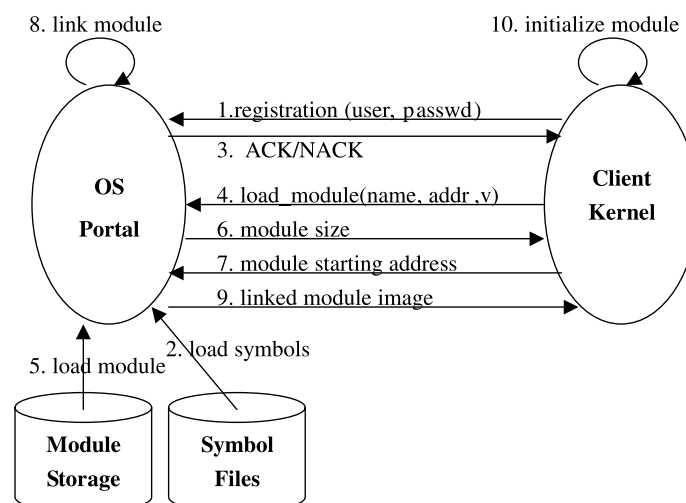 8. link module
10. initialize module
1.registration (user, passwd)
3. ACK/NACK
OS
Portal
Client
Kernel
4. load_module(name, addr ,v)
6. module size
7. module starting address
9. linked module image
2. load symbols
5. load module
Module
Storage
Symbol
Files